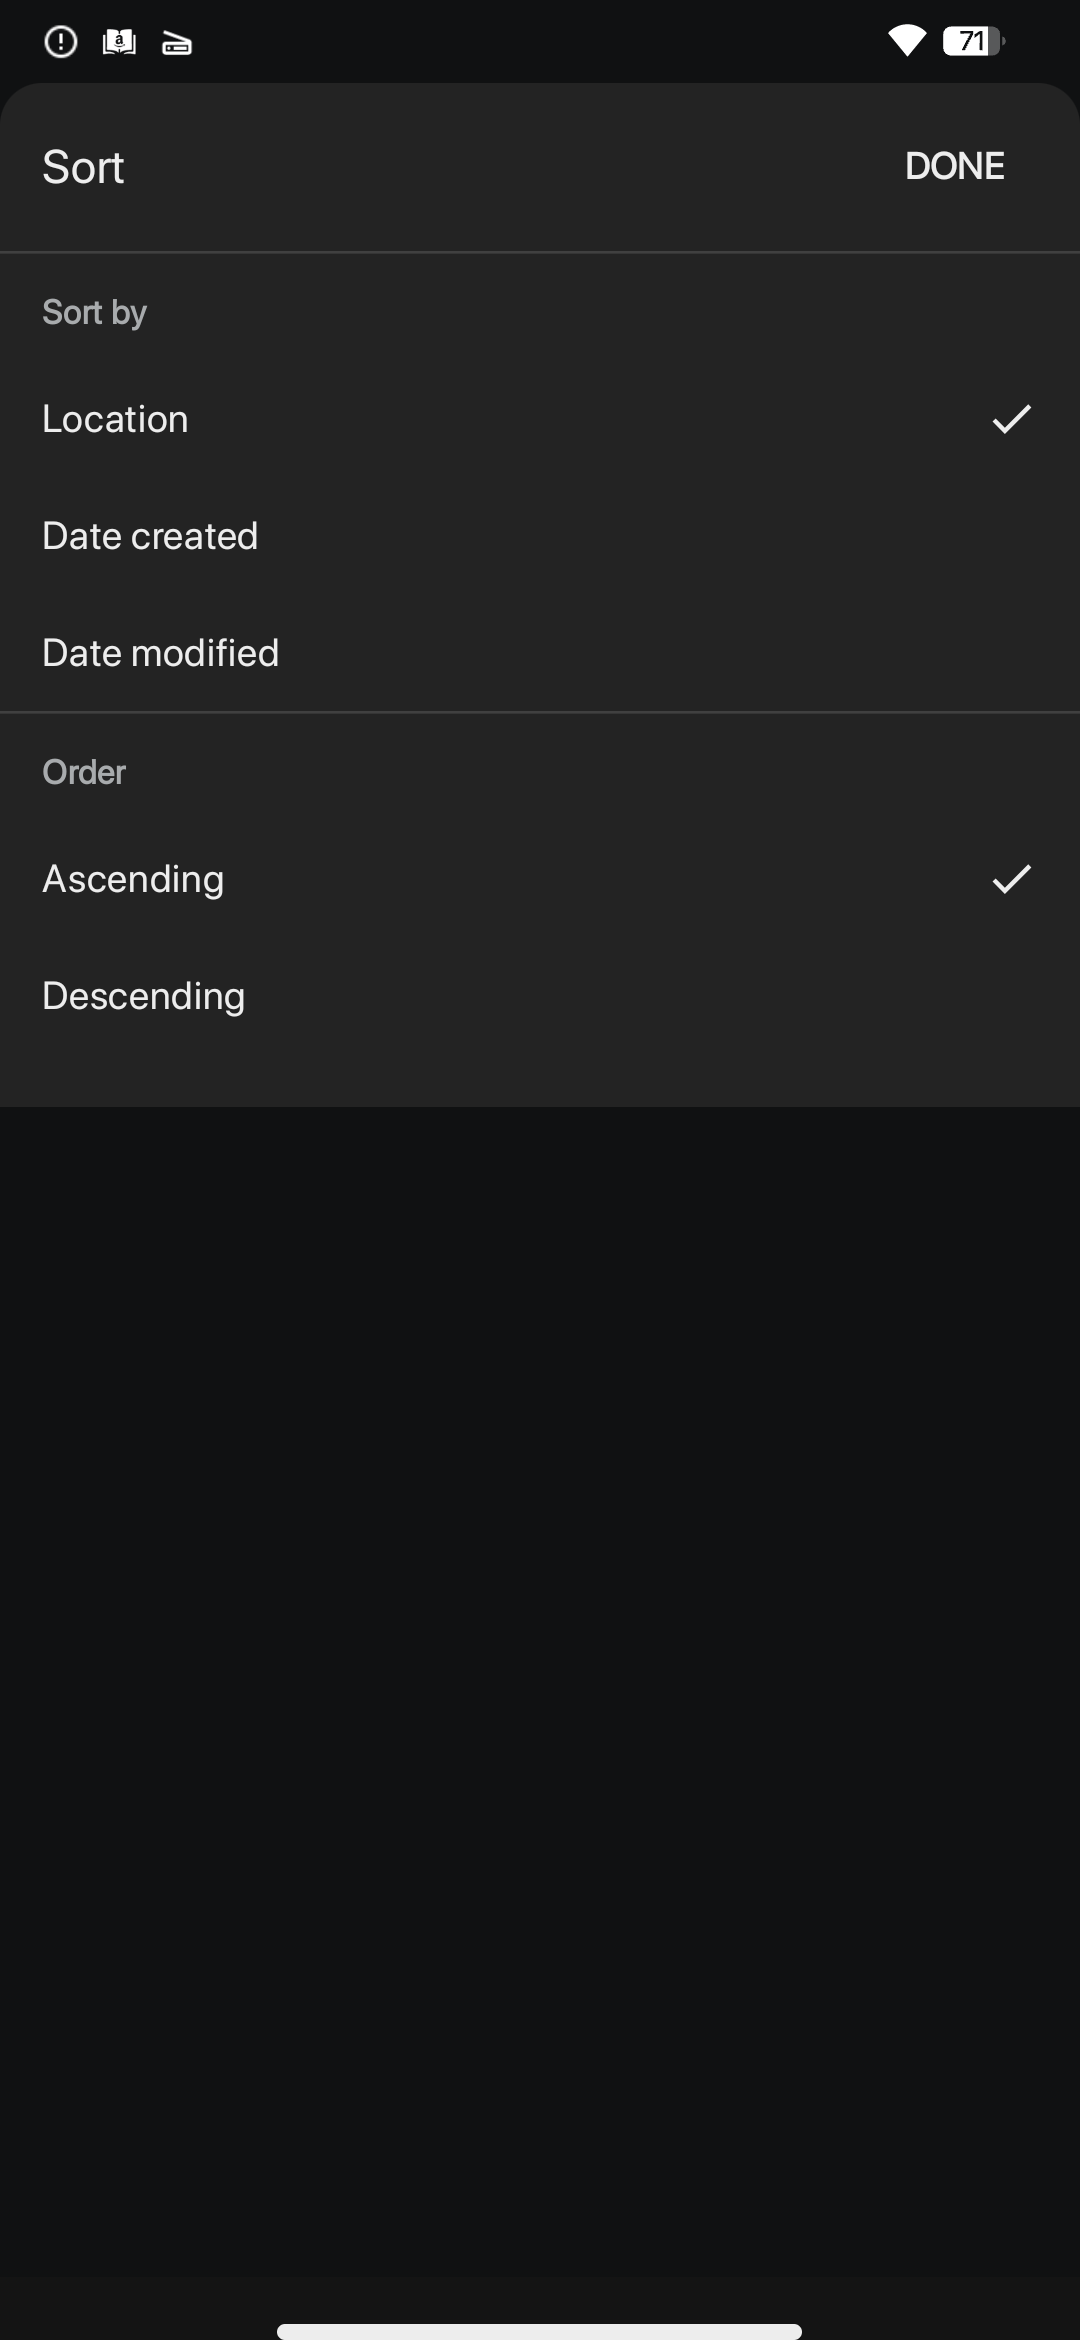 71
Sort
DONE
Sort by
Location
Date created
Date modified
Order
Ascending
Descending